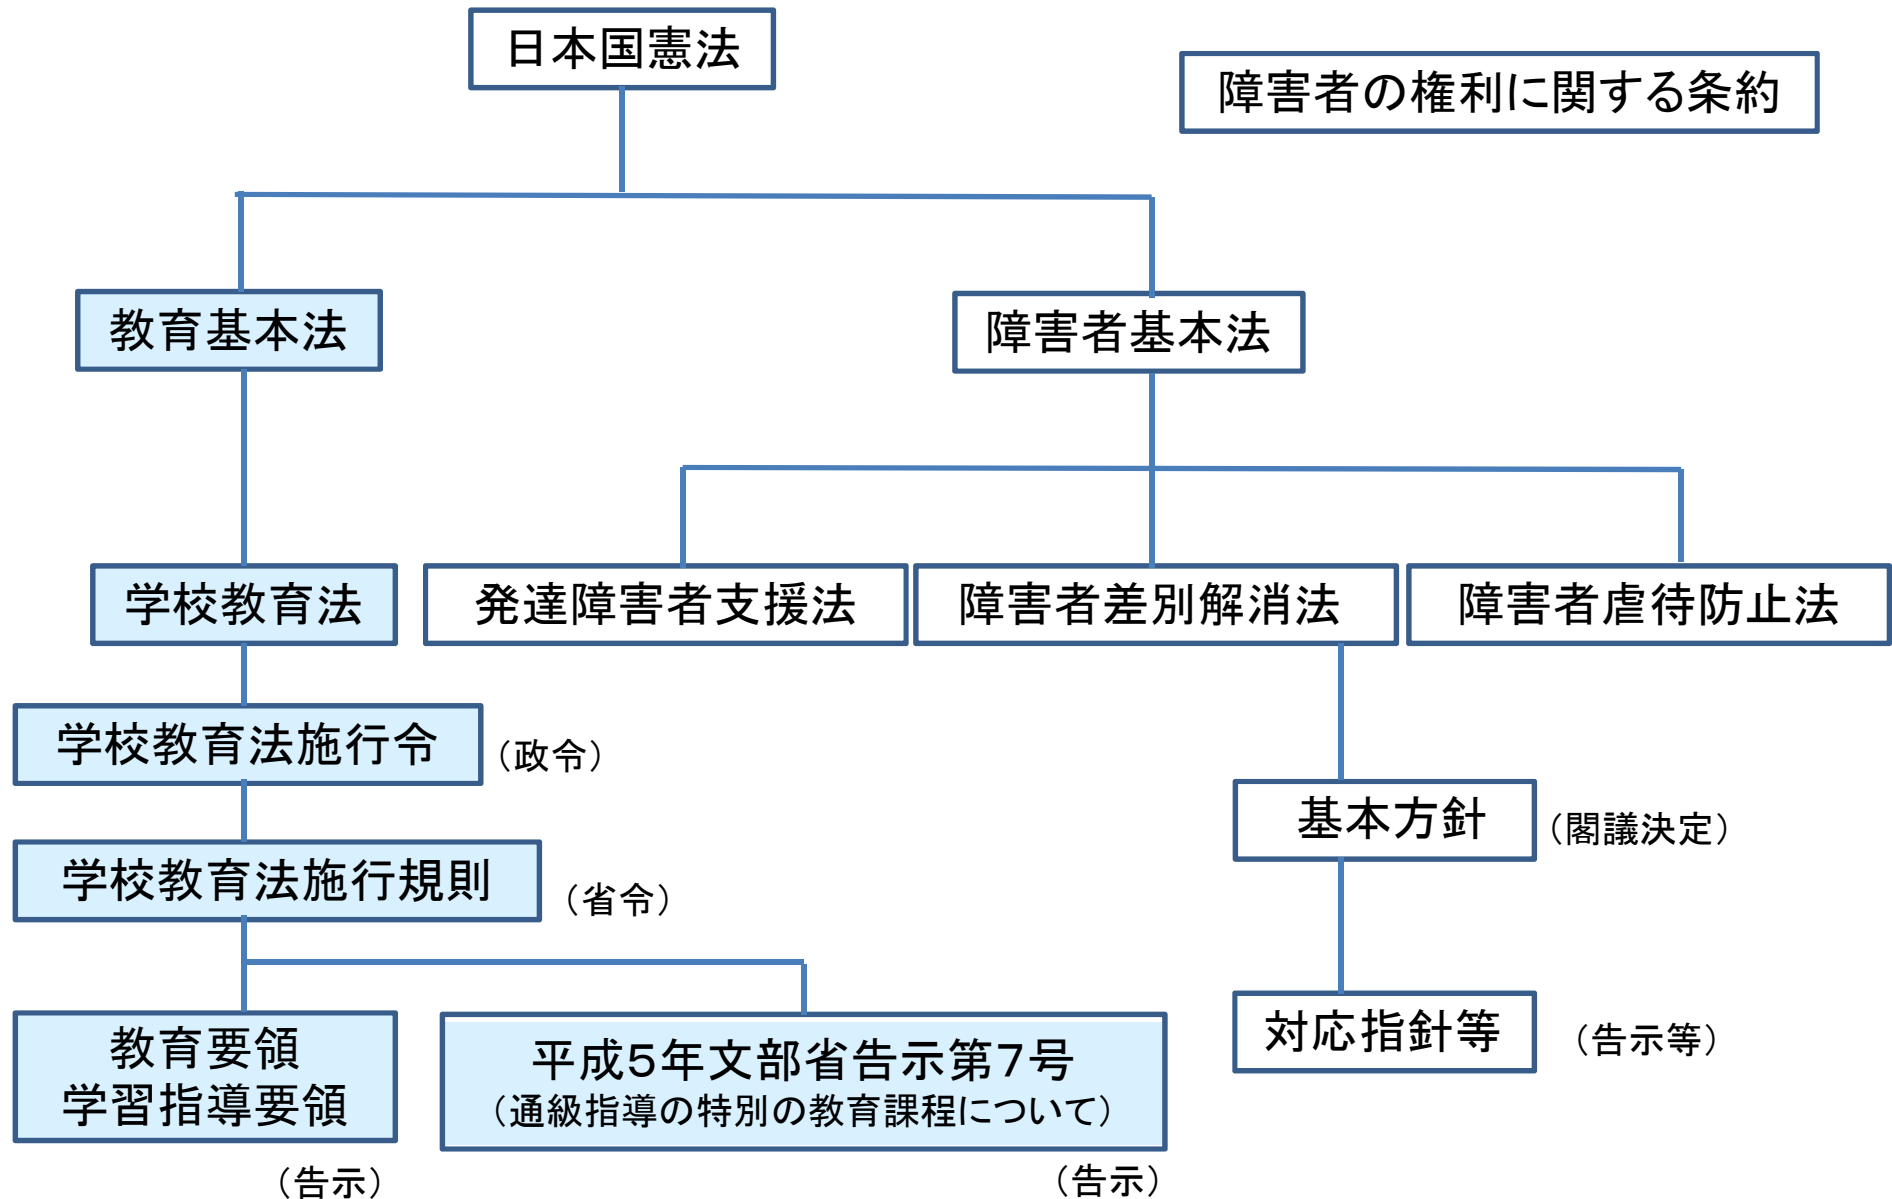 日本国憲法
障害者の権利に関する条約
教育基本法
障害者基本法
学校教育法
発達障害者支援法
障害者差別解消法
障害者虐待防止法
学校教育法施行令
（政令）
基本方針
（閣議決定）
学校教育法施行規則
（省令）
対応指針等
（告示等）
教育要領
学習指導要領
平成５年文部省告示第７号
（通級指導の特別の教育課程について）
（告示）
（告示）